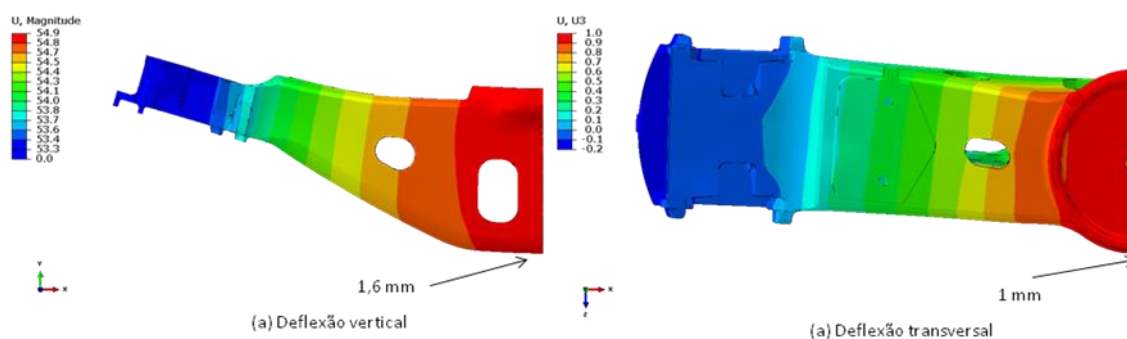 U, Magnitude
54.9
54.8
54.7
54.6
54.4
54.3
54.1
54.0
53.8
53.7
53.6
53.4
53.3
0.0
Y
X
1,6 mm
(a) Deflexão vertical
U, U3
1.0
0.9
0.8
0.7
0.6
0.5
0.4
0.3
0.2
0.1
0.0
-0.1
-0.2
X
Z
1 mm
(a) Deflexão transversal